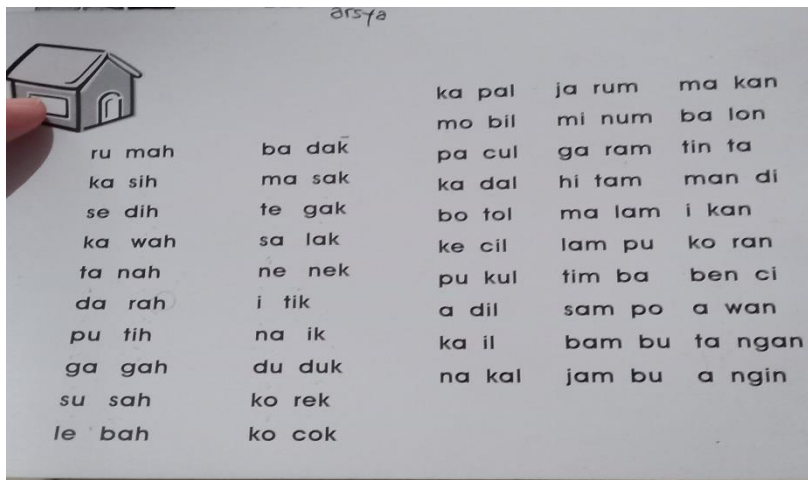 arsya
ru mah
ka sih
se dih
ka wah
ta nah
da rah
pu tih
ga gah
su sah
le bah
ba dak
ma sak
te gak
sa lak
ne nek
i tik
na ik
du duk
ko rek
ko cok
ka pal
mo bil
pa cul
ka dal
bo tol
ke cil
pu kul
a dil
ka il
na kal
ja rum
mi num
ga ram
hi tam
ma lam
lam pu
tim ba
sam po
bam bu
jam bu
ma kan
ba lon
tin ta
man di
i kan
ko ran
ben ci
a wan
ta ngan
a ngin